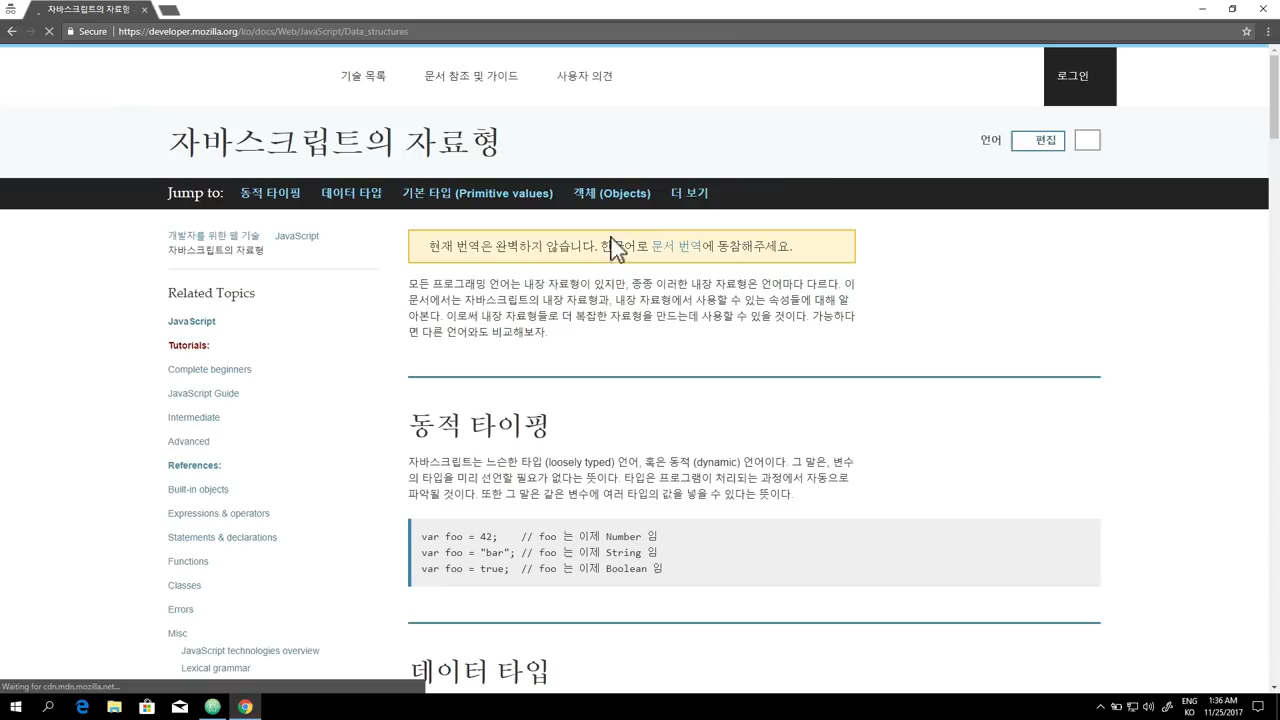 자바스크립트의 자료형
Secure https://developer.mozilla.org/ko/docs/Web/JavaScript/Data_structures
기술 목록 문서 참조 및 가이드 사용자 의견 로그인
자바스크립트의 자료형
언어 편집
Jump to: 동적 타이핑 데이터 타입 기본 타입 (Primitive values) 객체 (Objects) 더 보기
개발자를 위한 웹 기술 JavaScript
자바스크립트의 자료형
Related Topics
JavaScript
Tutorials:
Complete beginners
JavaScript Guide
Intermediate
Advanced
References:
Built-in objects
Expressions & operators
Statements & declarations
Functions
Classes
Errors
Misc
JavaScript technologies overview
Lexical grammar
현재 번역은 완벽하지 않습니다. 한국어로 문서 번역에 동참해주세요.
모든 프로그래밍 언어는 내장 자료형이 있지만, 종종 이러한 내장 자료형은 언어마다 다르다. 이
문서에서는 자바스크립트의 내장 자료형과, 내장 자료형에서 사용할 수 있는 속성들에 대해 알
아본다. 이로써 내장 자료형들로 더 복잡한 자료형을 만드는데 사용할 수 있을 것이다. 가능하다
면 다른 언어와도 비교해보자.
동적 타이핑
자바스크립트는 느슨한 타입 (loosely typed) 언어, 혹은 동적 (dynamic) 언어이다. 그 말은, 변수
의 타입을 미리 선언할 필요가 없다는 뜻이다. 타입은 프로그램이 처리되는 과정에서 자동으로
파악될 것이다. 또한 그 말은 같은 변수에 여러 타입의 값을 넣을 수 있다는 뜻이다.
var foo = 42; // foo 는 이제 Number 임
var foo = "bar"; // foo 는 이제 String 임
var foo = true; // foo 는 이제 Boolean 임
데이터 타입
Waiting for cdn.mdn.mozilla.net...
ENG 1:36 AM
KO 11/25/2017